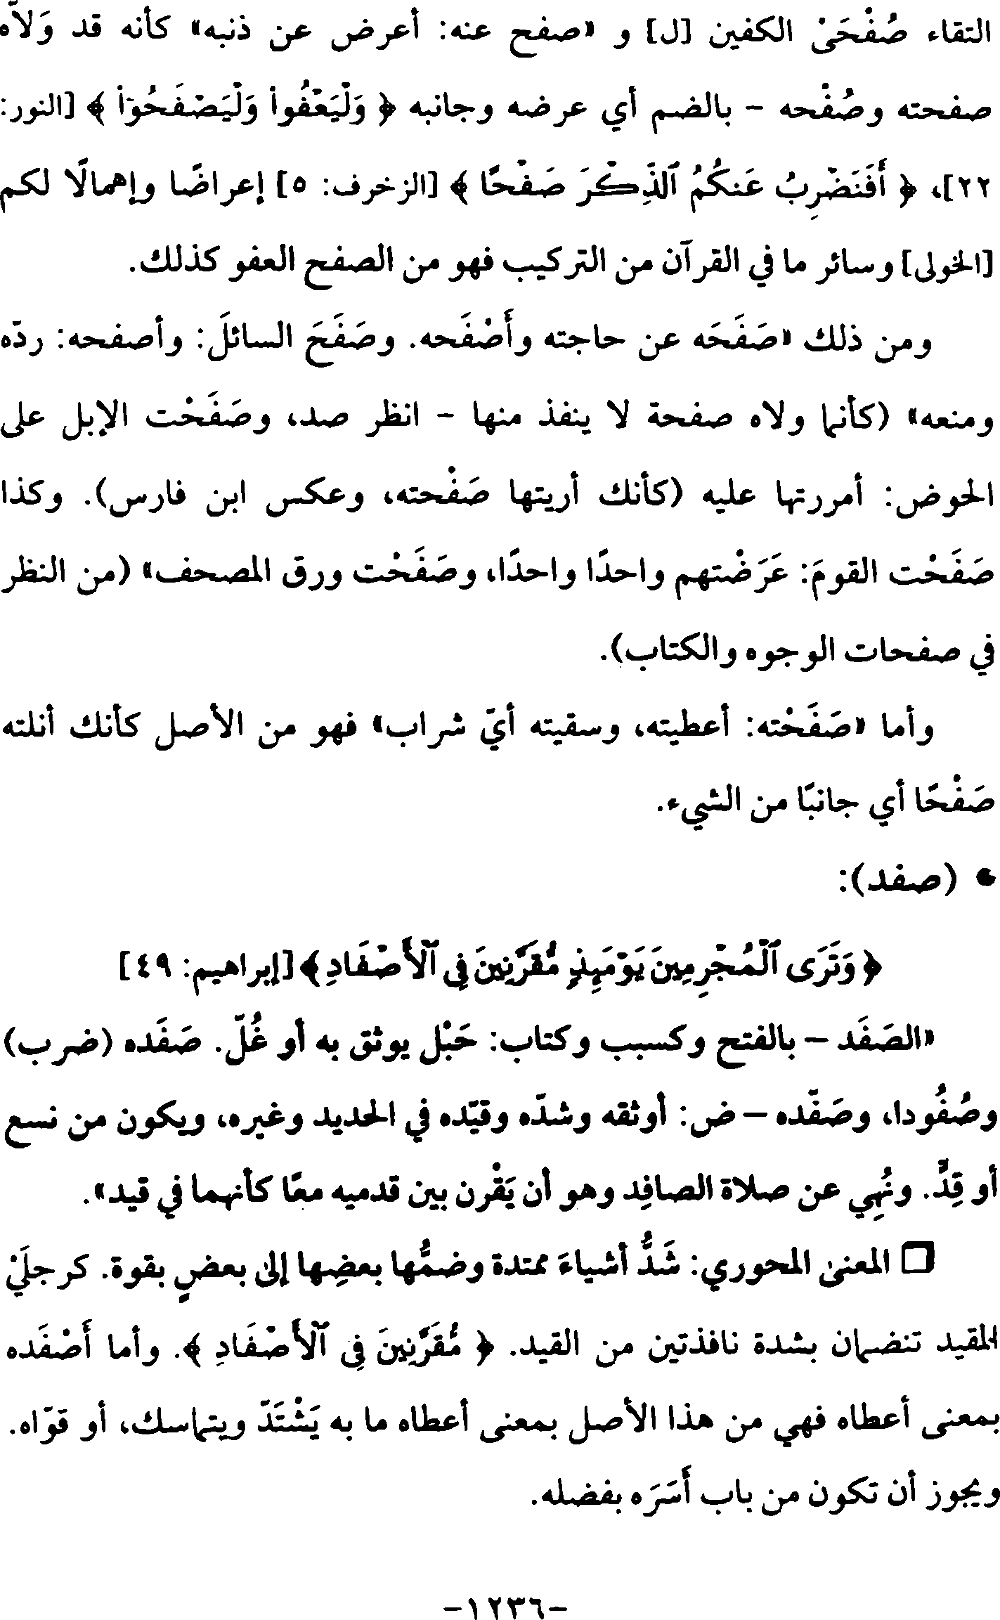 التقاء صُفْحَىْ الكفين [ل] و «صفح عنه: أعرض عن ذنبه» كأنه قد وَلاّه
صفحته وصُفْحه - بالضم أي عرضه وجانبه ﴿ وَلْيَعْفُوا۟ وَلْيَصْفَحُوٓا۟ ﴾ [النور:
٢٢]، ﴿ أَفَنَضْرِبُ عَنكُمُ ٱلذِّكْرَ صَفْحًا ﴾ [الزخرف: ٥] إعراضًا وإهمالًا لكم
[الخولى] وسائر ما في القرآن من التركيب فهو من الصفح العفو كذلك.
ومن ذلك «صَفَحَه عن حاجته وأَصْفَحه. وصَفَحَ السائلَ: وأصفحه: ردّه
ومنعه» (كأنما ولاه صفحة لا ينفذ منها - انظر صد، وصَفَحْت الإبل على
الحوض: أمررتها عليه (كأنك أريتها صَفْحته، وعكس ابن فارس). وكذا
صَفَحْت القومَ: عَرَضْتهم واحدًا واحدًا، وصَفَحْت ورق المصحف» (من النظر
في صفحات الوجوه والكتاب).
وأما «صَفَحْته: أعطيته، وسقيته أيّ شراب» فهو من الأصل كأنك أنلته
صَفْحًا أي جانبًا من الشيء.
• (صفد):
﴿ وَتَرَى ٱلْمُجْرِمِينَ يَوْمَئِذٍ مُّقَرَّنِينَ فِى ٱلْأَصْفَادِ ﴾ [إبراهيم: ٤٩]
«الصَفَد – بالفتح وكسبب وكتاب: حَبْل يوثق به أو غُلّ. صَفَده (ضرب)
وصُفُودا، وصَفّده – ض: أوثقه وشدّه وقيّده في الحديد وغيره، ويكون من نسع
أو قِدٍّ. ونُهِي عن صلاة الصافِد وهو أن يَقْرن بين قدميه معًا كأنهما في قيد».
❒ المعنى المحوري: شَدُّ أشياءَ ممتدة وضمُّها بعضِها إلى بعضٍ بقوة. كرجلَيْ
المقيد تنضمان بشدة نافذتين من القيد. ﴿ مُّقَرَّنِينَ فِى ٱلْأَصْفَادِ ﴾. وأما أَصْفَده
بمعنى أعطاه فهي من هذا الأصل بمعنى أعطاه ما به يَشْتَدّ ويتماسك، أو قوّاه.
ويجوز أن تكون من باب أَسَرَه بفضله.
-١٢٣٦-